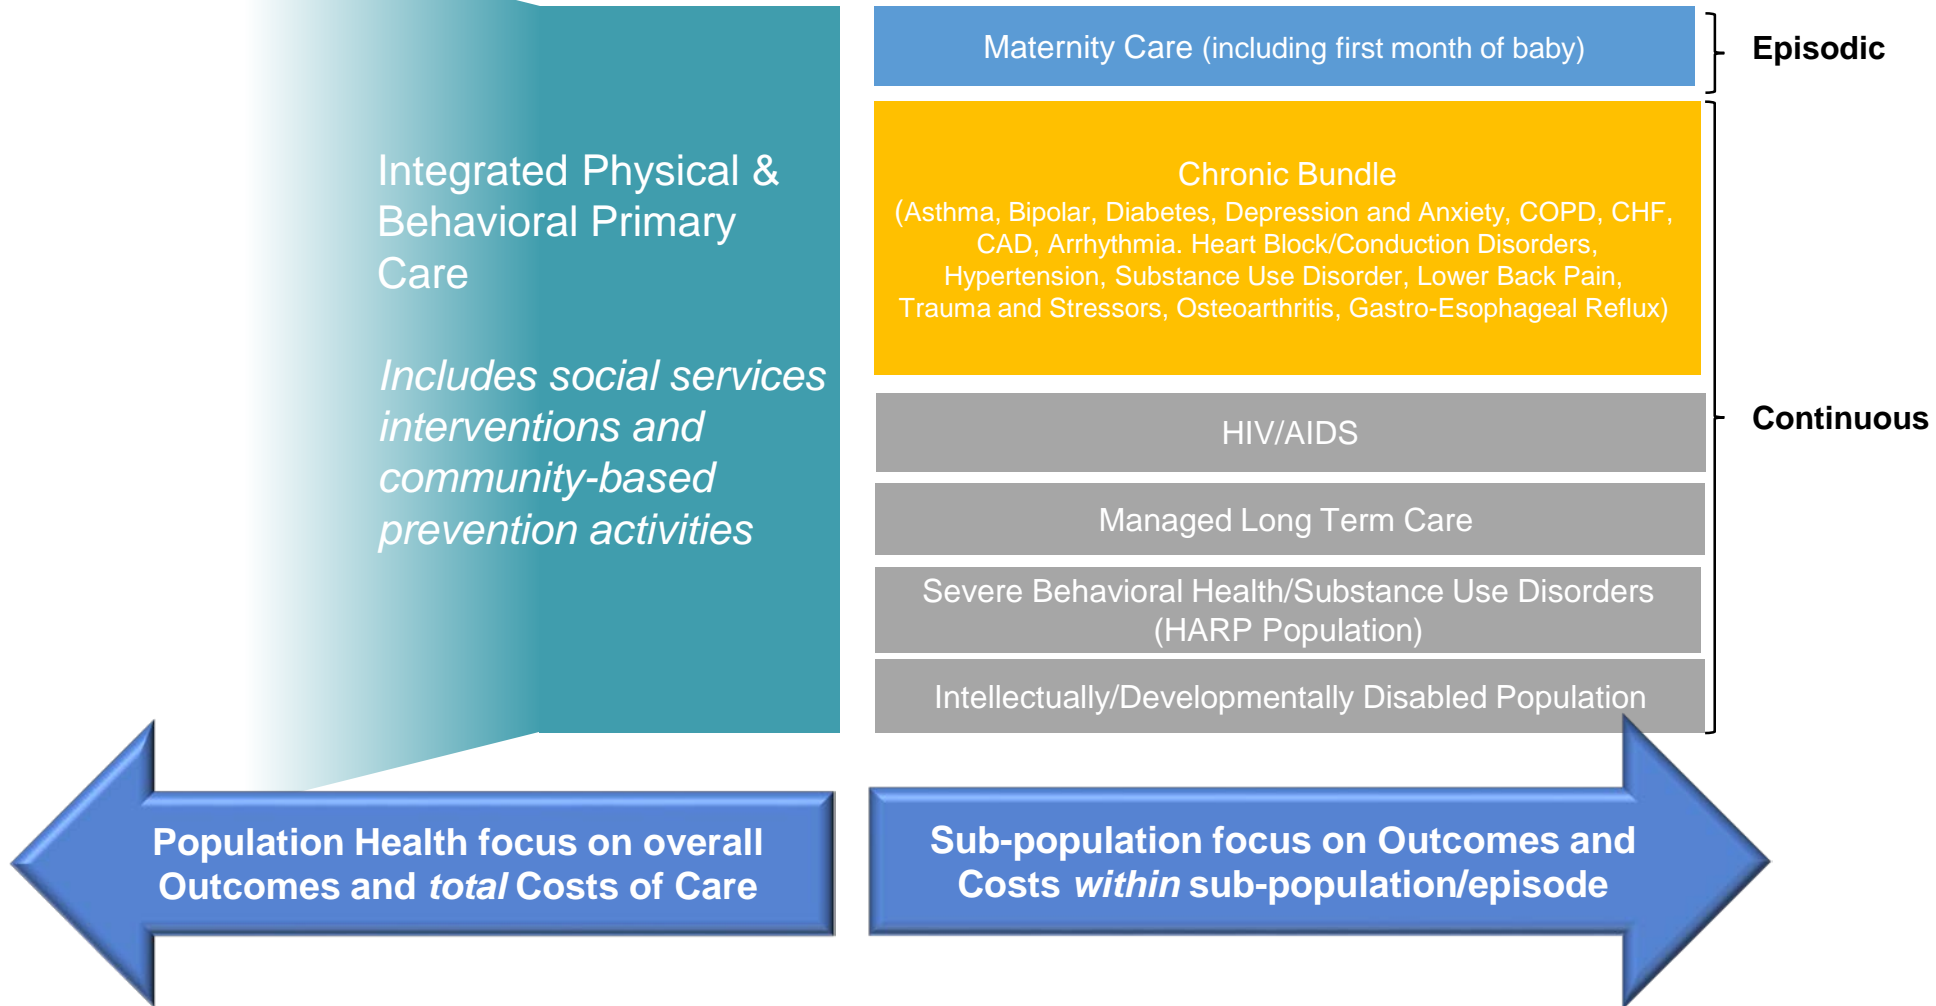 Integrated Physical &
Behavioral Primary
Care
Includes social services
interventions and
community-based
prevention activities
Maternity Care (including first month of baby)
Episodic
Chronic Bundle
(Asthma, Bipolar, Diabetes, Depression and Anxiety, COPD, CHF,
CAD, Arrhythmia. Heart Block/Conduction Disorders,
Hypertension, Substance Use Disorder, Lower Back Pain,
Trauma and Stressors, Osteoarthritis, Gastro-Esophageal Reflux)
HIV/AIDS
Continuous
Managed Long Term Care
Severe Behavioral Health/Substance Use Disorders
(HARP Population)
Intellectually/Developmentally Disabled Population
Population Health focus on overall
Outcomes and total Costs of Care
Sub-population focus on Outcomes and
Costs within sub-population/episode